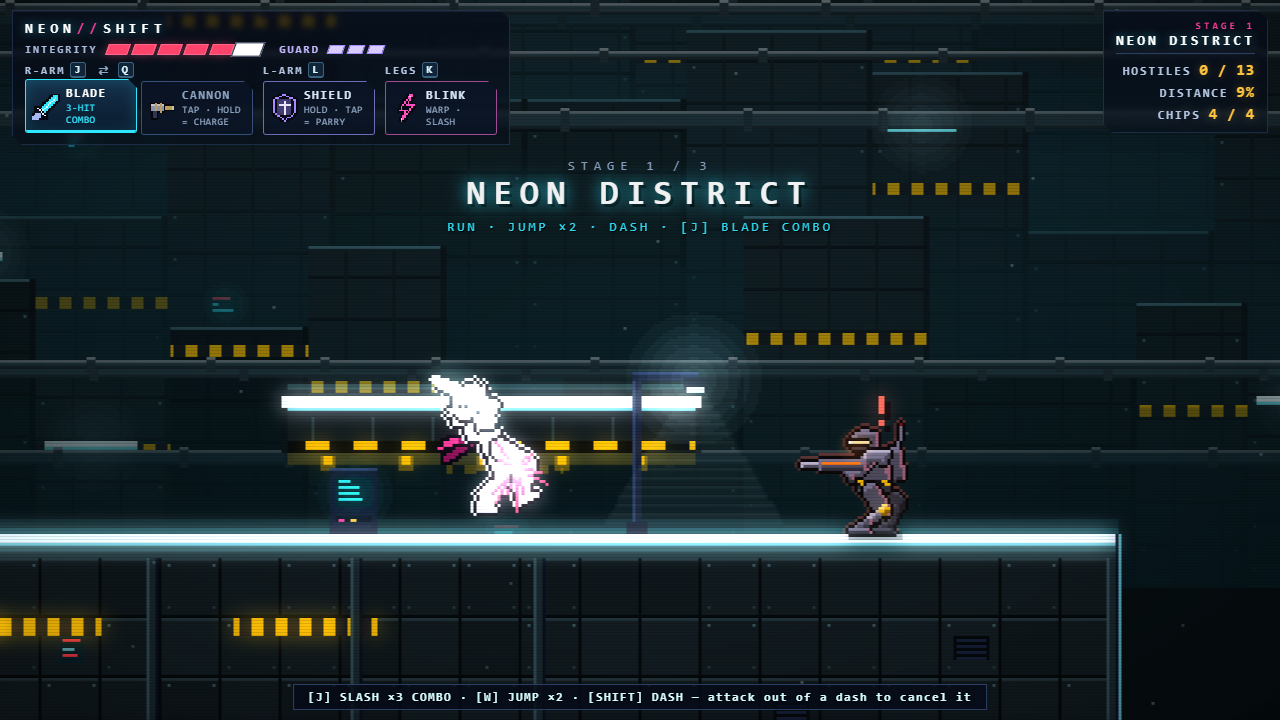 NEON//SHIFT
INTEGRITY GUARD
R-ARM J ⇄ Q L-ARM L LEGS K
BLADE
3-HIT
COMBO
CANNON
TAP · HOLD
= CHARGE
SHIELD
HOLD · TAP
= PARRY
BLINK
WARP ·
SLASH
STAGE 1
NEON DISTRICT
HOSTILES 0 / 13
DISTANCE 9%
CHIPS 4 / 4
STAGE 1 / 3
NEON DISTRICT
RUN · JUMP ×2 · DASH · [J] BLADE COMBO
[J] SLASH ×3 COMBO · [W] JUMP ×2 · [SHIFT] DASH — attack out of a dash to cancel it